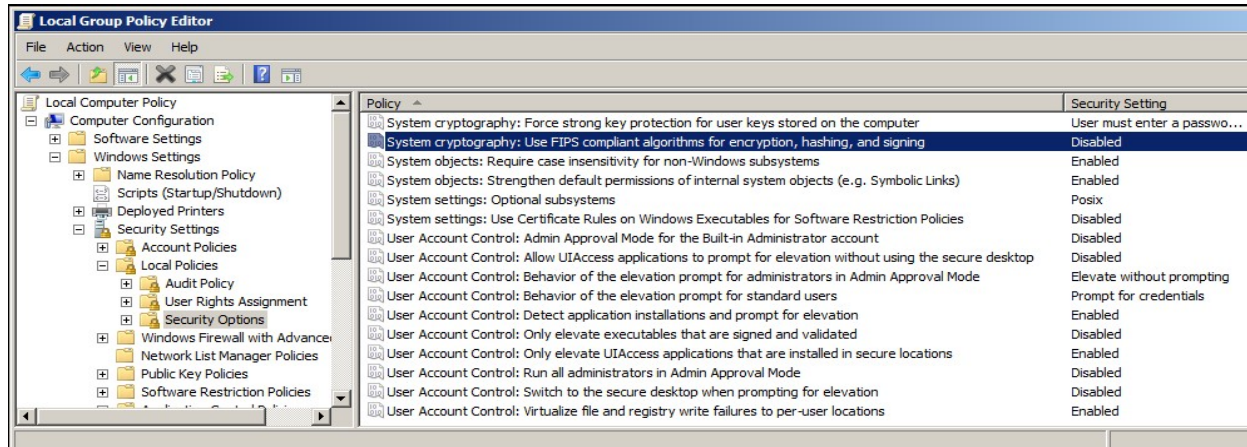 Local Group Policy Editor
File Action View Help
Local Computer Policy
Computer Configuration
Software Settings
Windows Settings
Name Resolution Policy
Scripts (Startup/Shutdown)
Deployed Printers
Security Settings
Account Policies
Local Policies
Audit Policy
User Rights Assignment
Security Options
Windows Firewall with Advance
Network List Manager Policies
Public Key Policies
Software Restriction Policies
Policy Security Setting
System cryptography: Force strong key protection for user keys stored on the computer User must enter a passwo...
System cryptography: Use FIPS compliant algorithms for encryption, hashing, and signing Disabled
System objects: Require case insensitivity for non-Windows subsystems Enabled
System objects: Strengthen default permissions of internal system objects (e.g. Symbolic Links) Enabled
System settings: Optional subsystems Posix
System settings: Use Certificate Rules on Windows Executables for Software Restriction Policies Disabled
User Account Control: Admin Approval Mode for the Built-in Administrator account Disabled
User Account Control: Allow UIAccess applications to prompt for elevation without using the secure desktop Disabled
User Account Control: Behavior of the elevation prompt for administrators in Admin Approval Mode Elevate without prompting
User Account Control: Behavior of the elevation prompt for standard users Prompt for credentials
User Account Control: Detect application installations and prompt for elevation Enabled
User Account Control: Only elevate executables that are signed and validated Disabled
User Account Control: Only elevate UIAccess applications that are installed in secure locations Enabled
User Account Control: Run all administrators in Admin Approval Mode Disabled
User Account Control: Switch to the secure desktop when prompting for elevation Disabled
User Account Control: Virtualize file and registry write failures to per-user locations Enabled